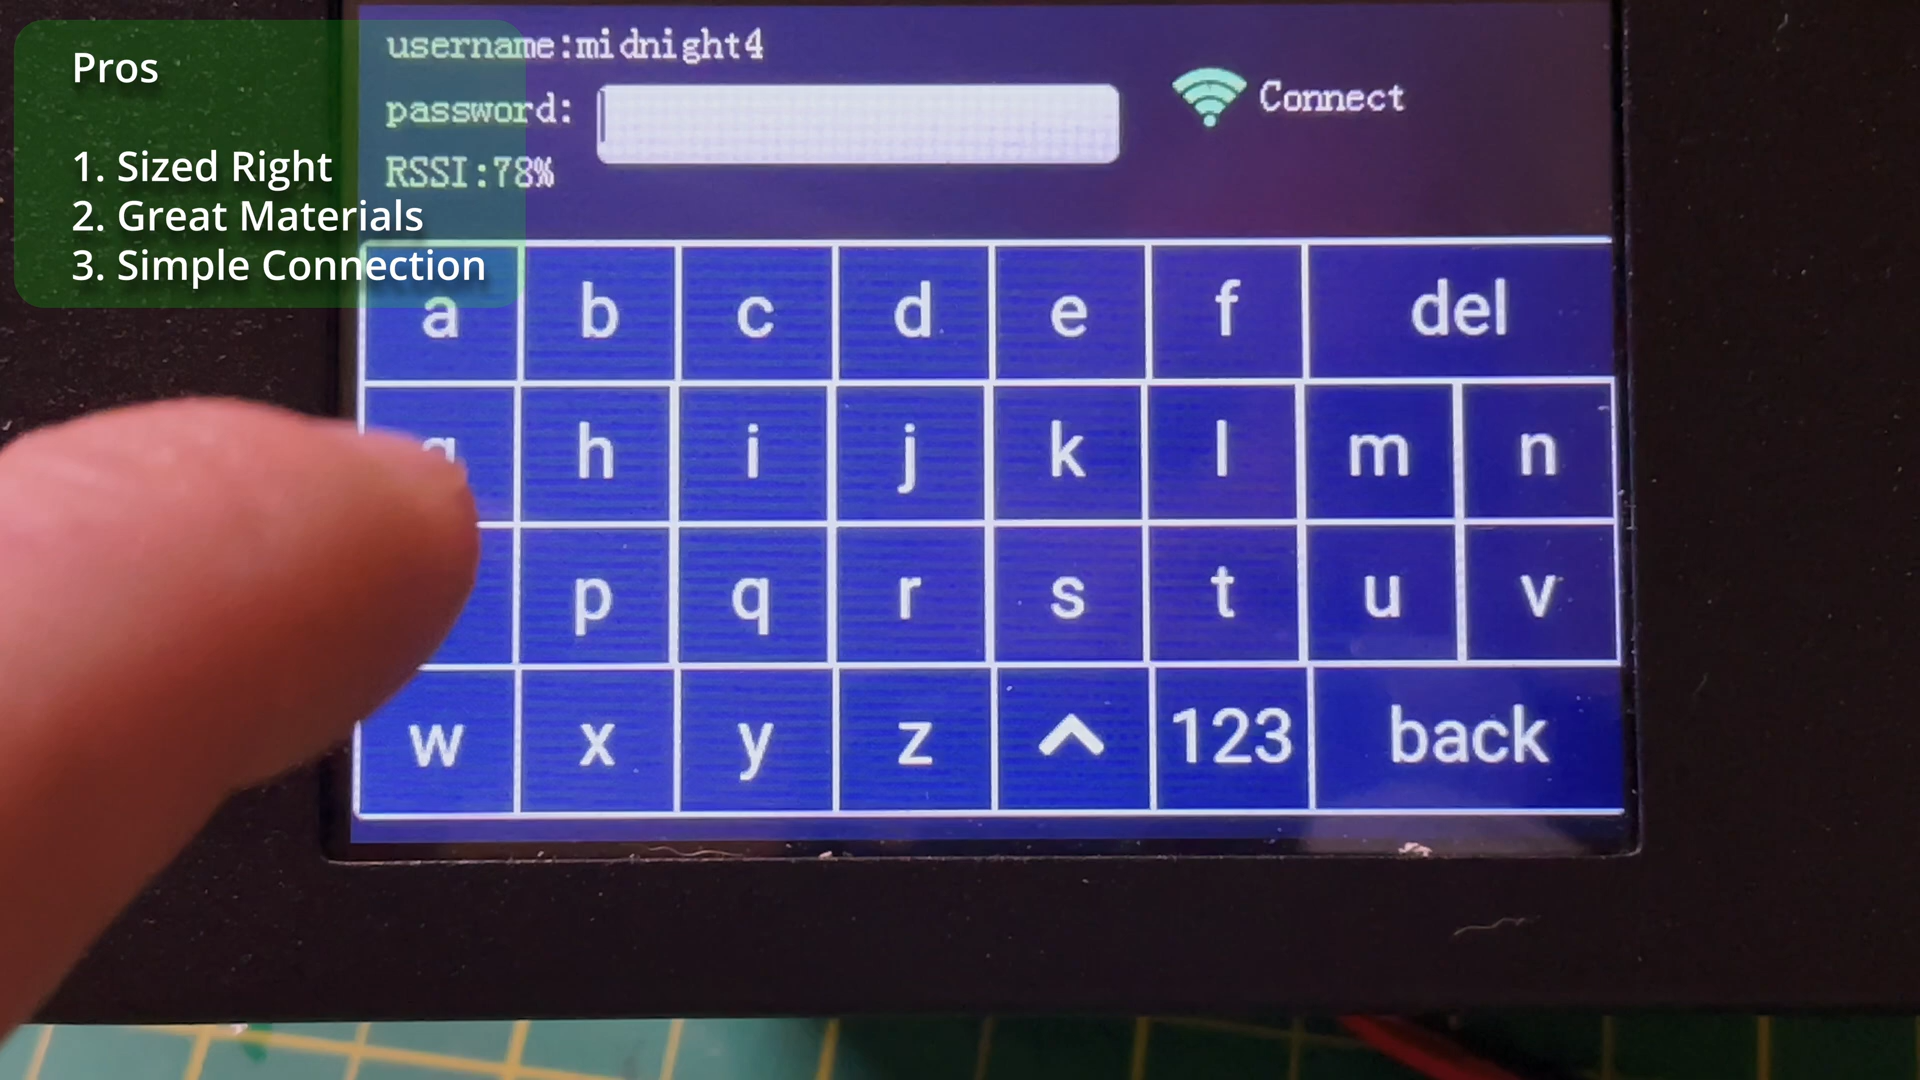 Pros
1. Sized Right
2. Great Materials
3. Simple Connection
username:midnight4
password:
RSSI:78%
Connect
a b c d e f del
g h i j k l m n
p q r s t u v
w x y z 123 back